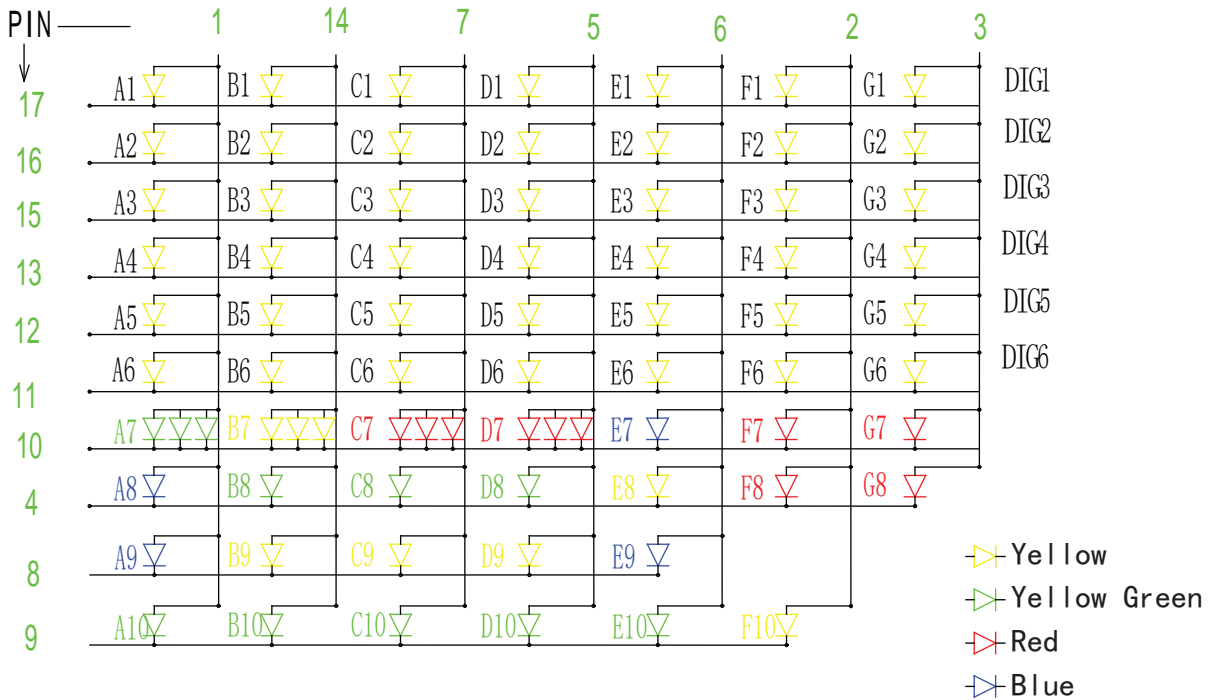 PIN 1 14 7 5 6 2 3
17 A1 B1 C1 D1 E1 F1 G1 DIG1
16 A2 B2 C2 D2 E2 F2 G2 DIG2
15 A3 B3 C3 D3 E3 F3 G3 DIG3
13 A4 B4 C4 D4 E4 F4 G4 DIG4
12 A5 B5 C5 D5 E5 F5 G5 DIG5
11 A6 B6 C6 D6 E6 F6 G6 DIG6
10 A7 B7 C7 D7 E7 F7 G7
4 A8 B8 C8 D8 E8 F8 G8
8 A9 B9 C9 D9 E9
9 A10 B10 C10 D10 E10 F10
Yellow
Yellow Green
Red
Blue